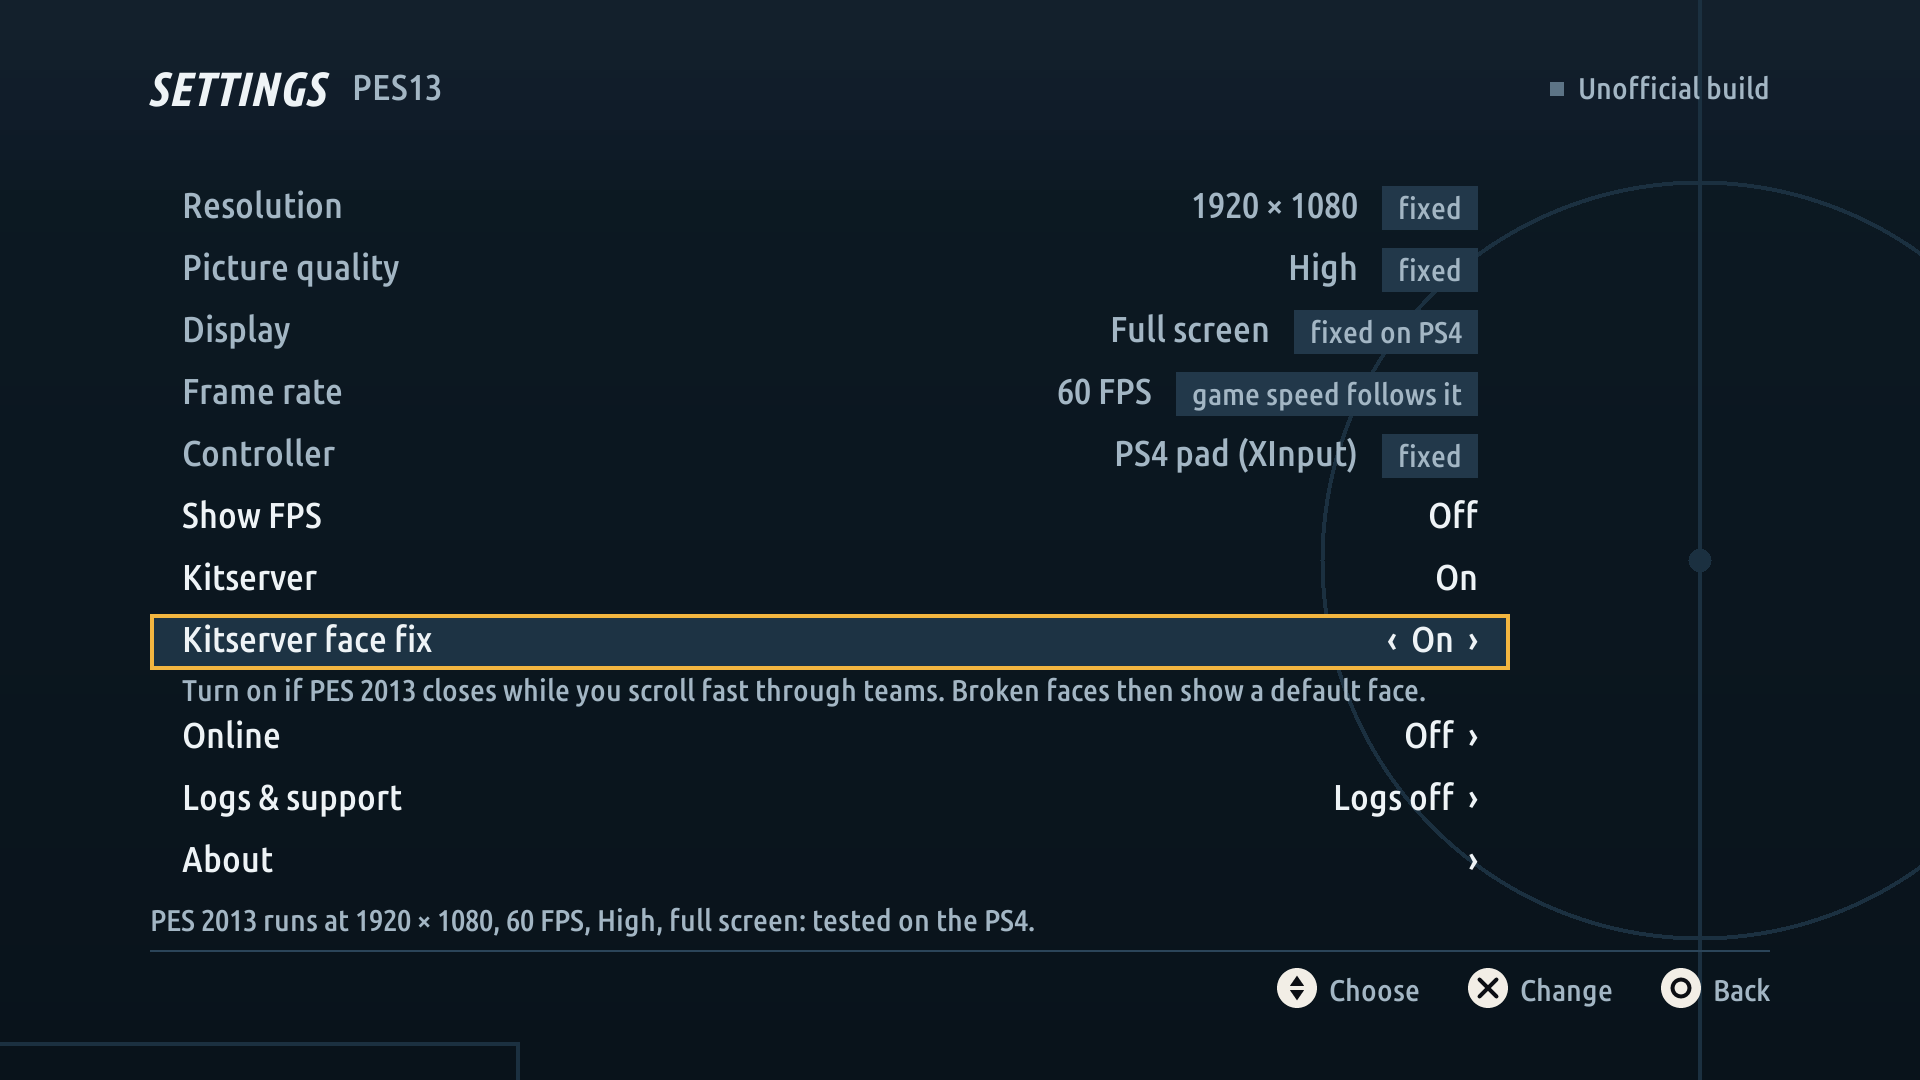 SETTINGS PES13
Unofficial build
Resolution 1920 × 1080 fixed
Picture quality High fixed
Display Full screen fixed on PS4
Frame rate 60 FPS game speed follows it
Controller PS4 pad (XInput) fixed
Show FPS Off
Kitserver On
Kitserver face fix ‹ On ›
Turn on if PES 2013 closes while you scroll fast through teams. Broken faces then show a default face.
Online Off ›
Logs & support Logs off ›
About ›
PES 2013 runs at 1920 × 1080, 60 FPS, High, full screen: tested on the PS4.
Choose Change Back